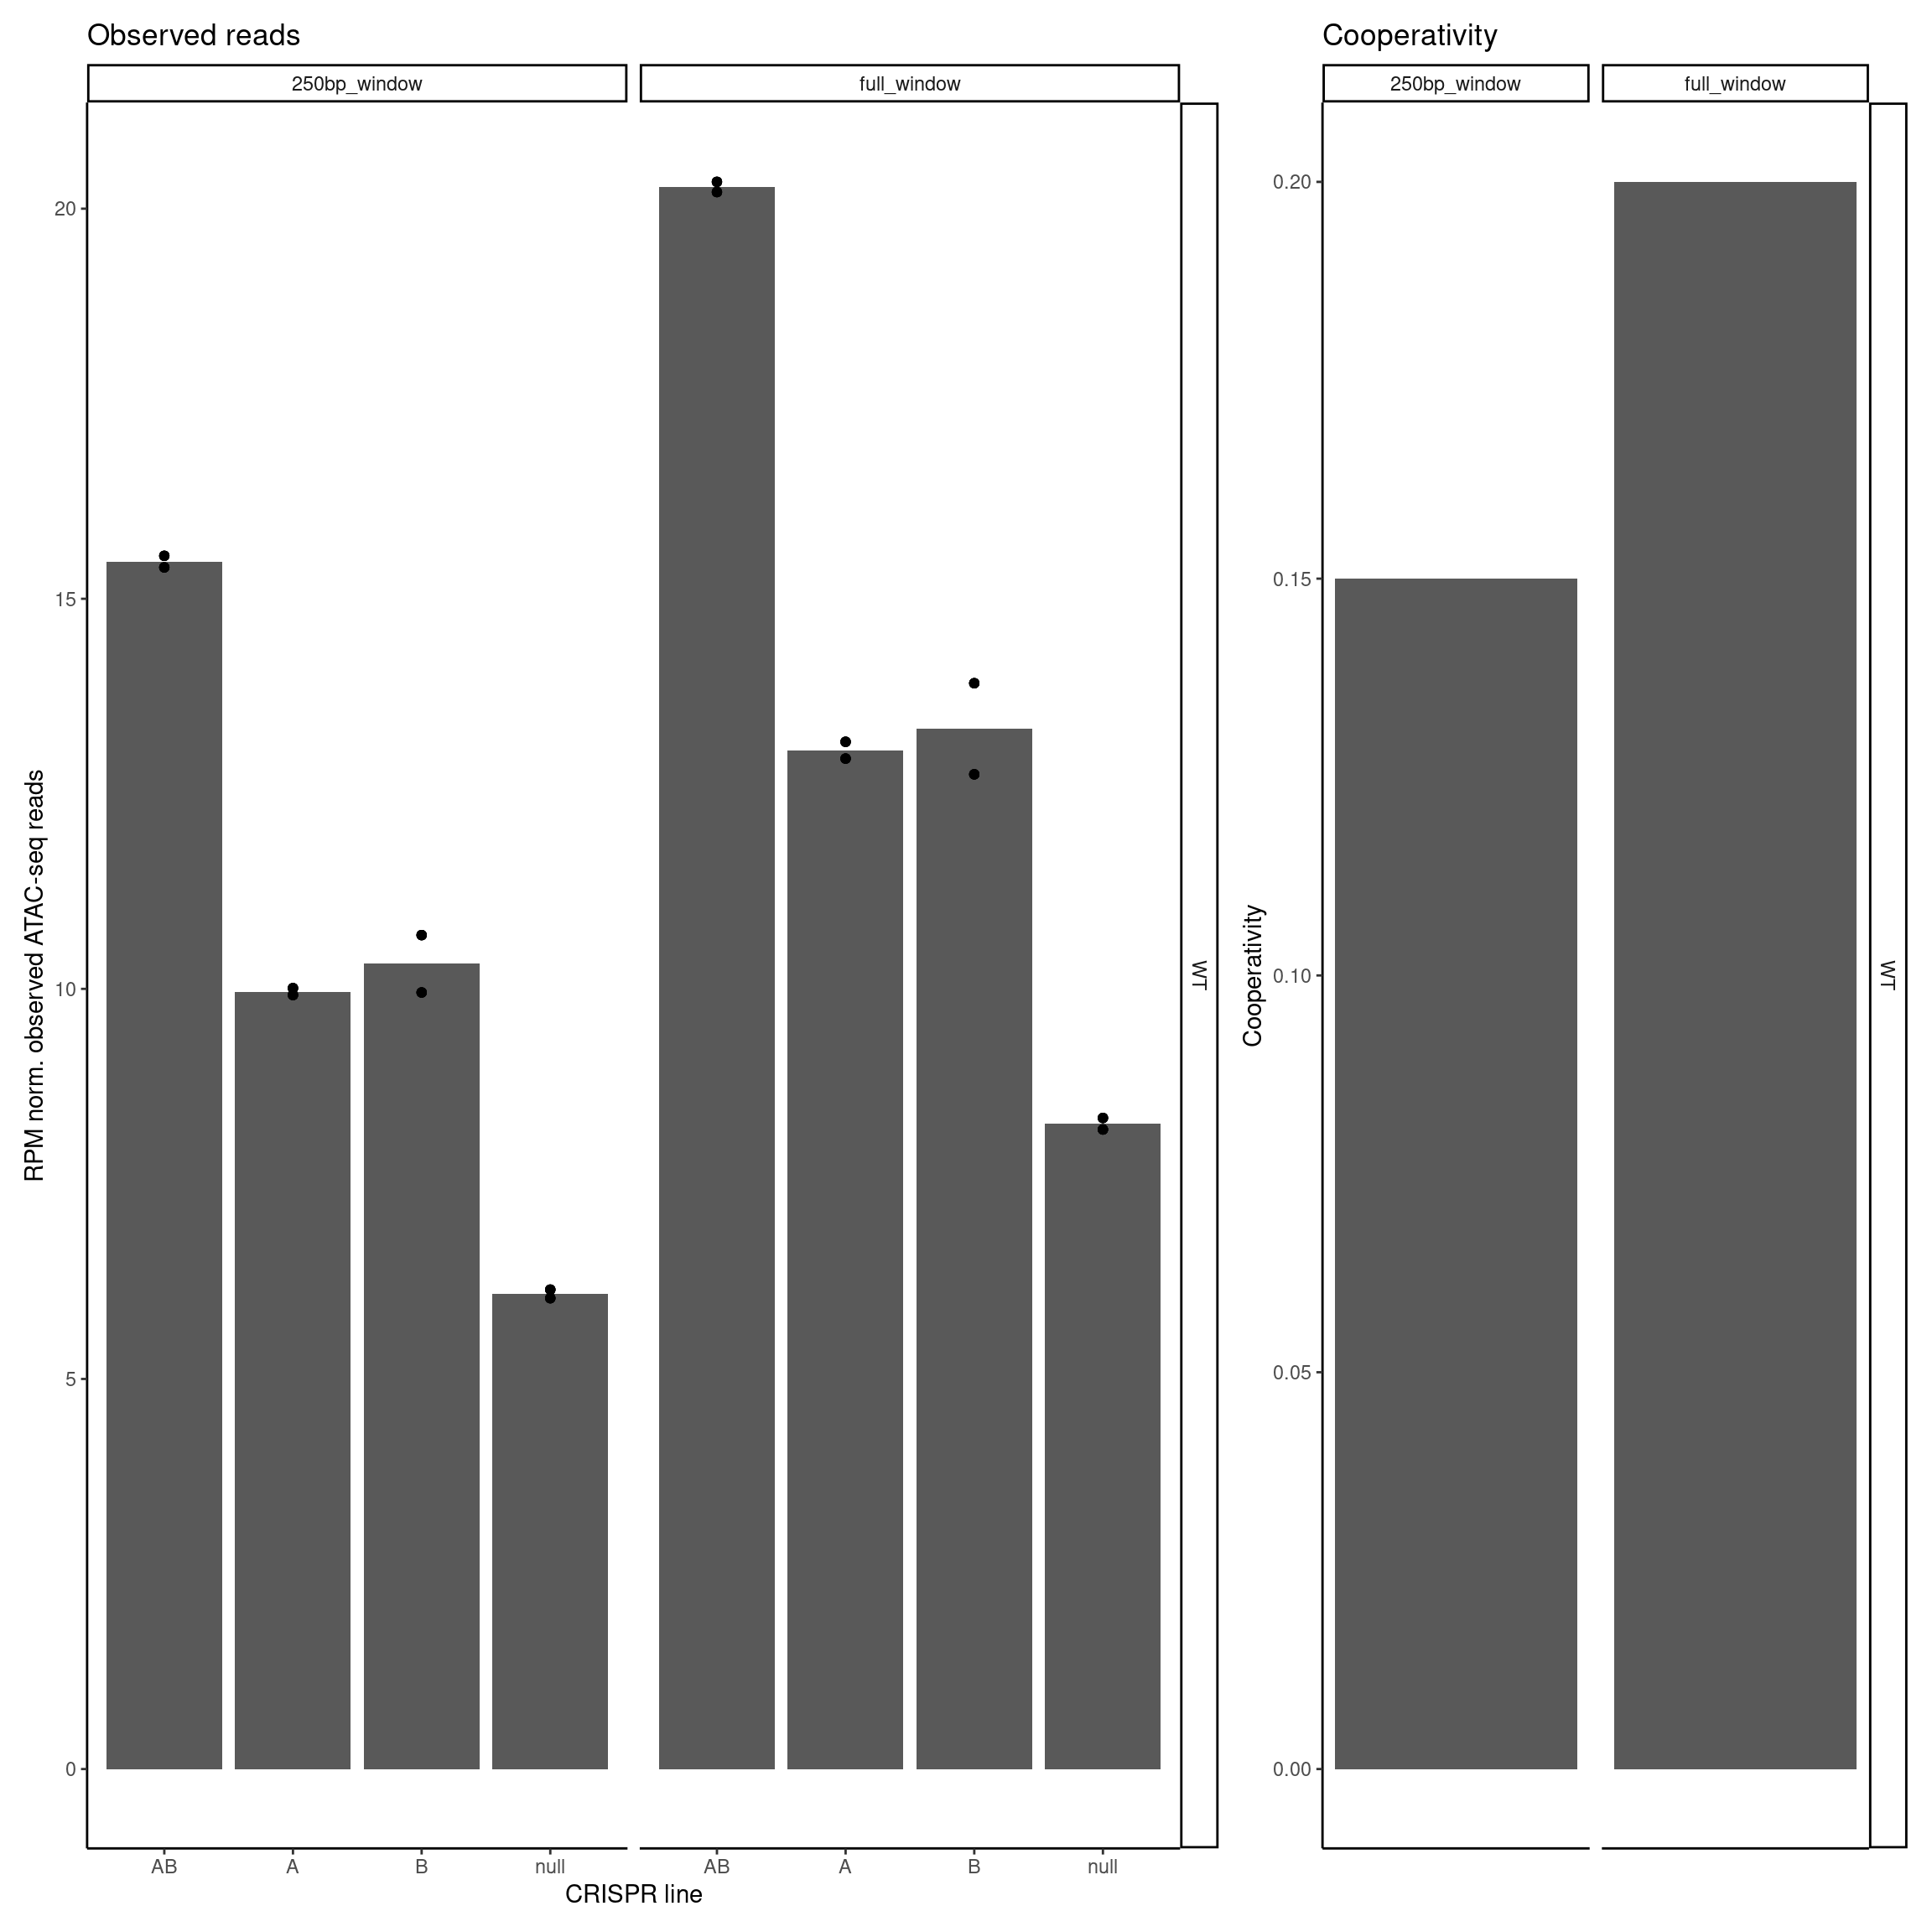 Observed reads
250bp_window
full_window
RPM norm. observed ATAC-seq reads
20
15
10
5
0
WT
AB
A
B
null
AB
A
B
null
CRISPR line
Cooperativity
250bp_window
full_window
Cooperativity
0.20
0.15
0.10
0.05
0.00
WT